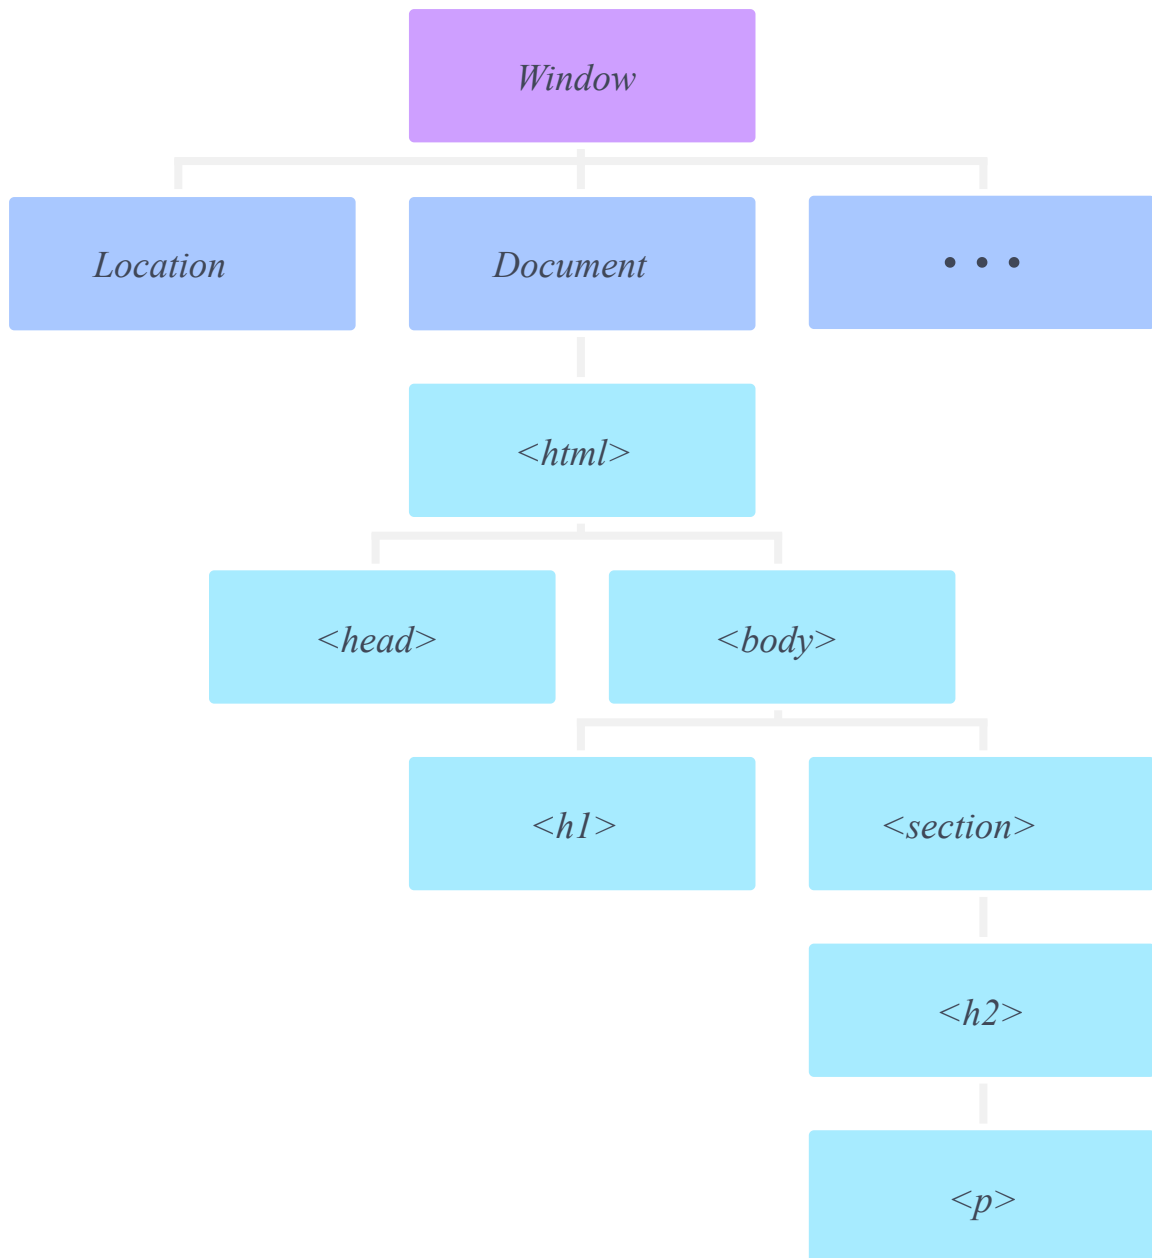 Window
Location
Document
• • •
<html>
<head>
<body>
<h1>
<section>
<h2>
<p>